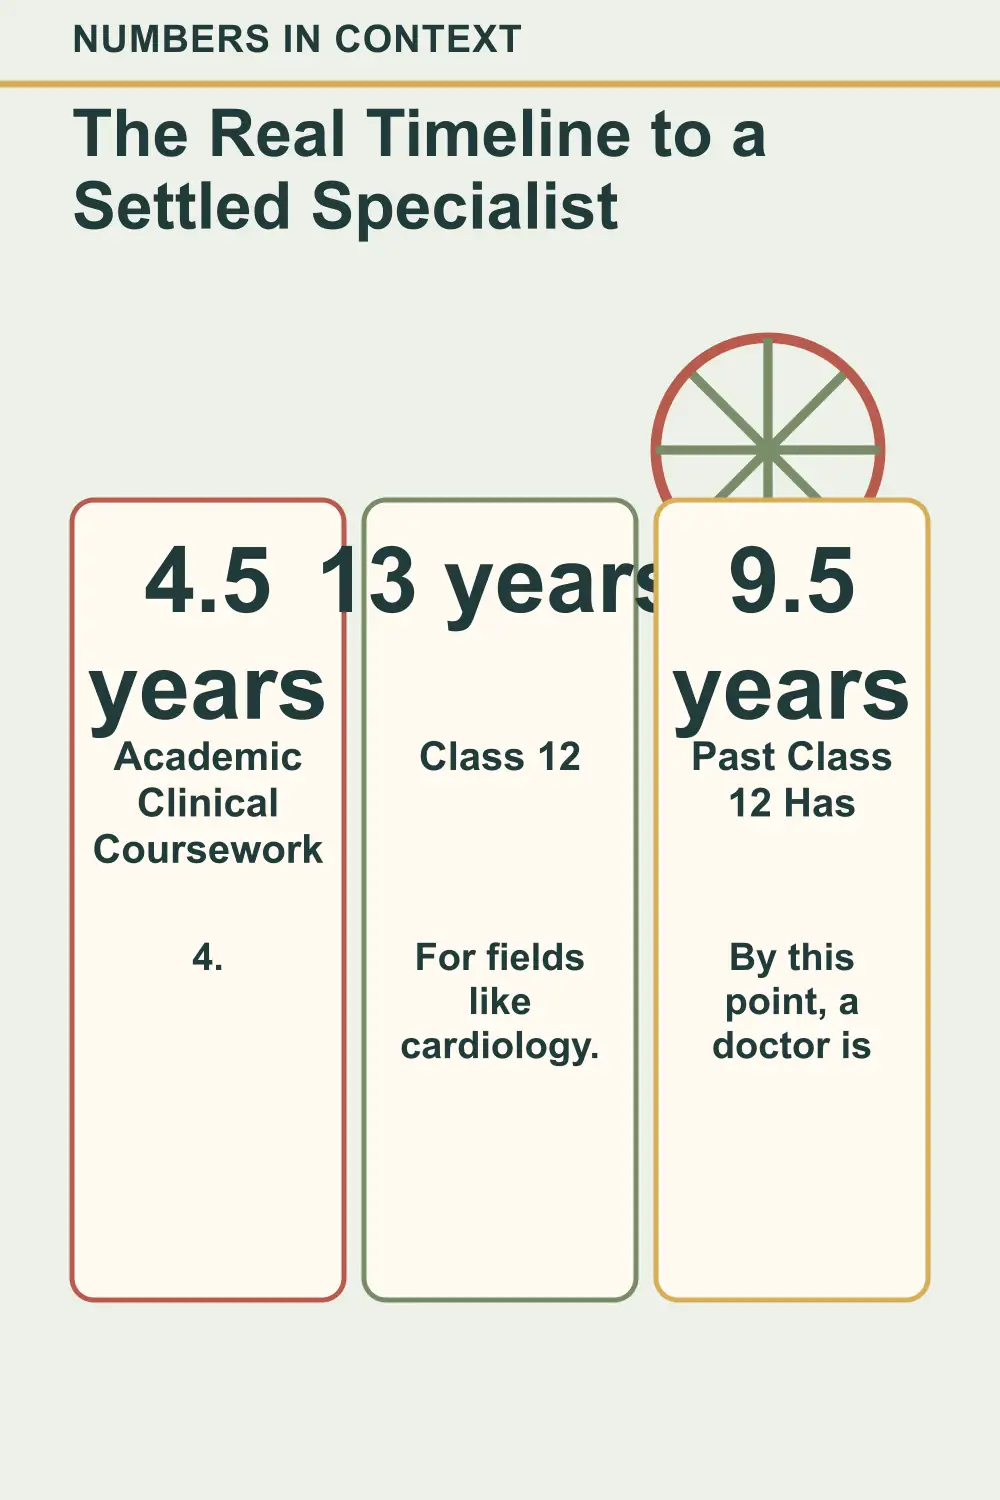 NUMBERS IN CONTEXT
The Real Timeline to a
Settled Specialist
4.5
years
Academic
Clinical
Coursework
4.
13 years
Class 12
For fields
like
cardiology.
9.5
years
Past Class
12 Has
By this
point, a
doctor is